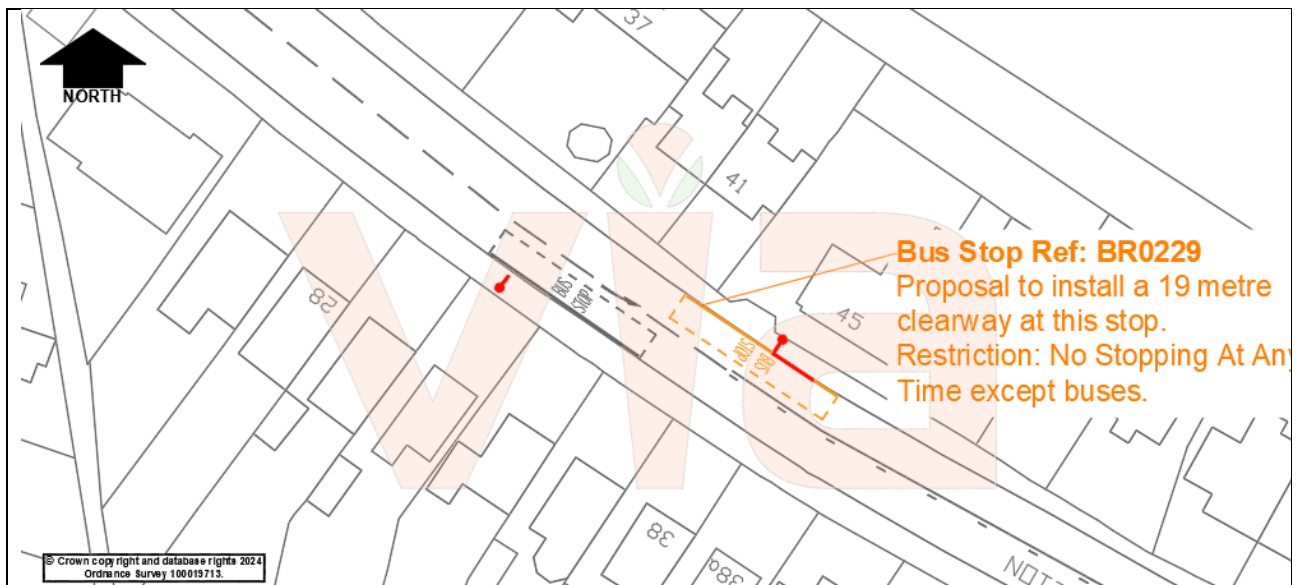 37
NORTH
41
Bus Stop Ref: BR0229
Proposal to install a 19 metre
clearway at this stop.
Restriction: No Stopping At Any
Time except buses.
BUS
STOP
28
45
BUS
STOP
via
38
38a
© Crown copyright and database rights 2024
Ordnance Survey 100019713.